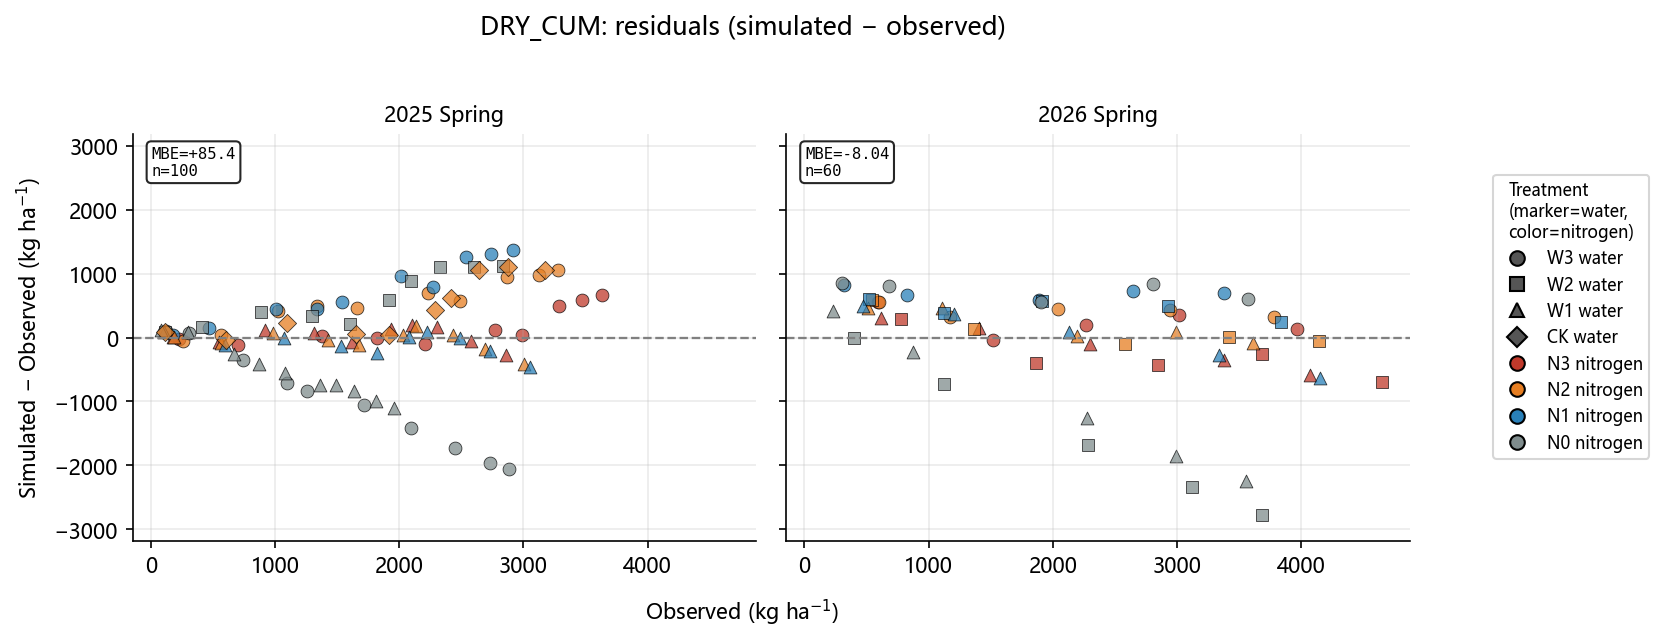 DRY_CUM: residuals (simulated − observed)
2025 Spring
2026 Spring
Simulated − Observed (kg ha⁻¹)
3000
2000
1000
0
−1000
−2000
−3000
MBE=+85.4
n=100
MBE=-8.04
n=60
0 1000 2000 3000 4000
0 1000 2000 3000 4000
Observed (kg ha⁻¹)
Treatment
(marker=water,
color=nitrogen)
W3 water
W2 water
W1 water
CK water
N3 nitrogen
N2 nitrogen
N1 nitrogen
N0 nitrogen